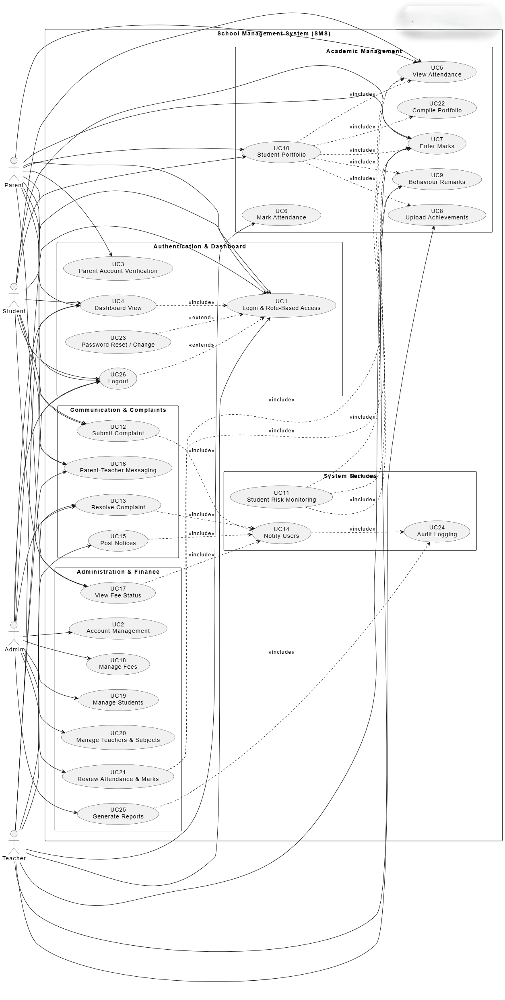 School Management System (SMS)
Academic Management
UC5
View Attendance
«include»
UC22
Compile Portfolio
«include»
UC7
Enter Marks
UC10
Student Portfolio
«include»
«include»
UC9
Behaviour Remarks
«include»
Parent
UC6
Mark Attendance
UC8
Upload Achievements
Authentication & Dashboard
UC3
Parent Account Verification
Student
UC4
Dashboard View
«include»
UC1
Login & Role-Based Access
«extend»
UC23
Password Reset / Change
«extend»
UC26
Logout
«include»
Communication & Complaints
UC12
Submit Complaint
«include»
«include»
«include»
UC16
Parent-Teacher Messaging
System Services
«include»
UC11
Student Risk Monitoring
UC13
Resolve Complaint
«include»
«include»
UC14
Notify Users
«include»
UC24
Audit Logging
UC15
Post Notices
«include»
«include»
Administration & Finance
UC17
View Fee Status
UC2
Account Management
Admin
«include»
UC18
Manage Fees
UC19
Manage Students
UC20
Manage Teachers & Subjects
UC21
Review Attendance & Marks
UC25
Generate Reports
Teacher